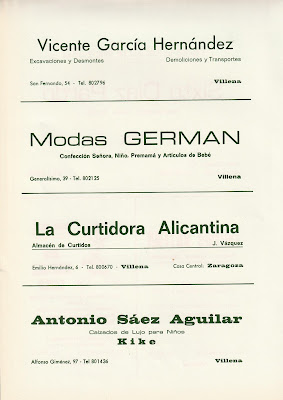 Vicente García Hernández
Excavaciones y Desmontes Demoliciones y Transportes
San Fernando, 54 - Tel. 802796 Villena
Modas GERMAN
Confección Señora, Niño, Premamá y Artículos de Bebé
Generalísimo, 39 - Tel. 802125 Villena
La Curtidora Alicantina
Almacén de Curtidos J. Vázquez
Emilio Hernández, 6 - Tel. 800670 - Villena Casa Central: Zaragoza
Antonio Sáez Aguilar
Calzados de Lujo para Niños
Kike
Alfonso Giménez, 97 - Tel 801436 Villena